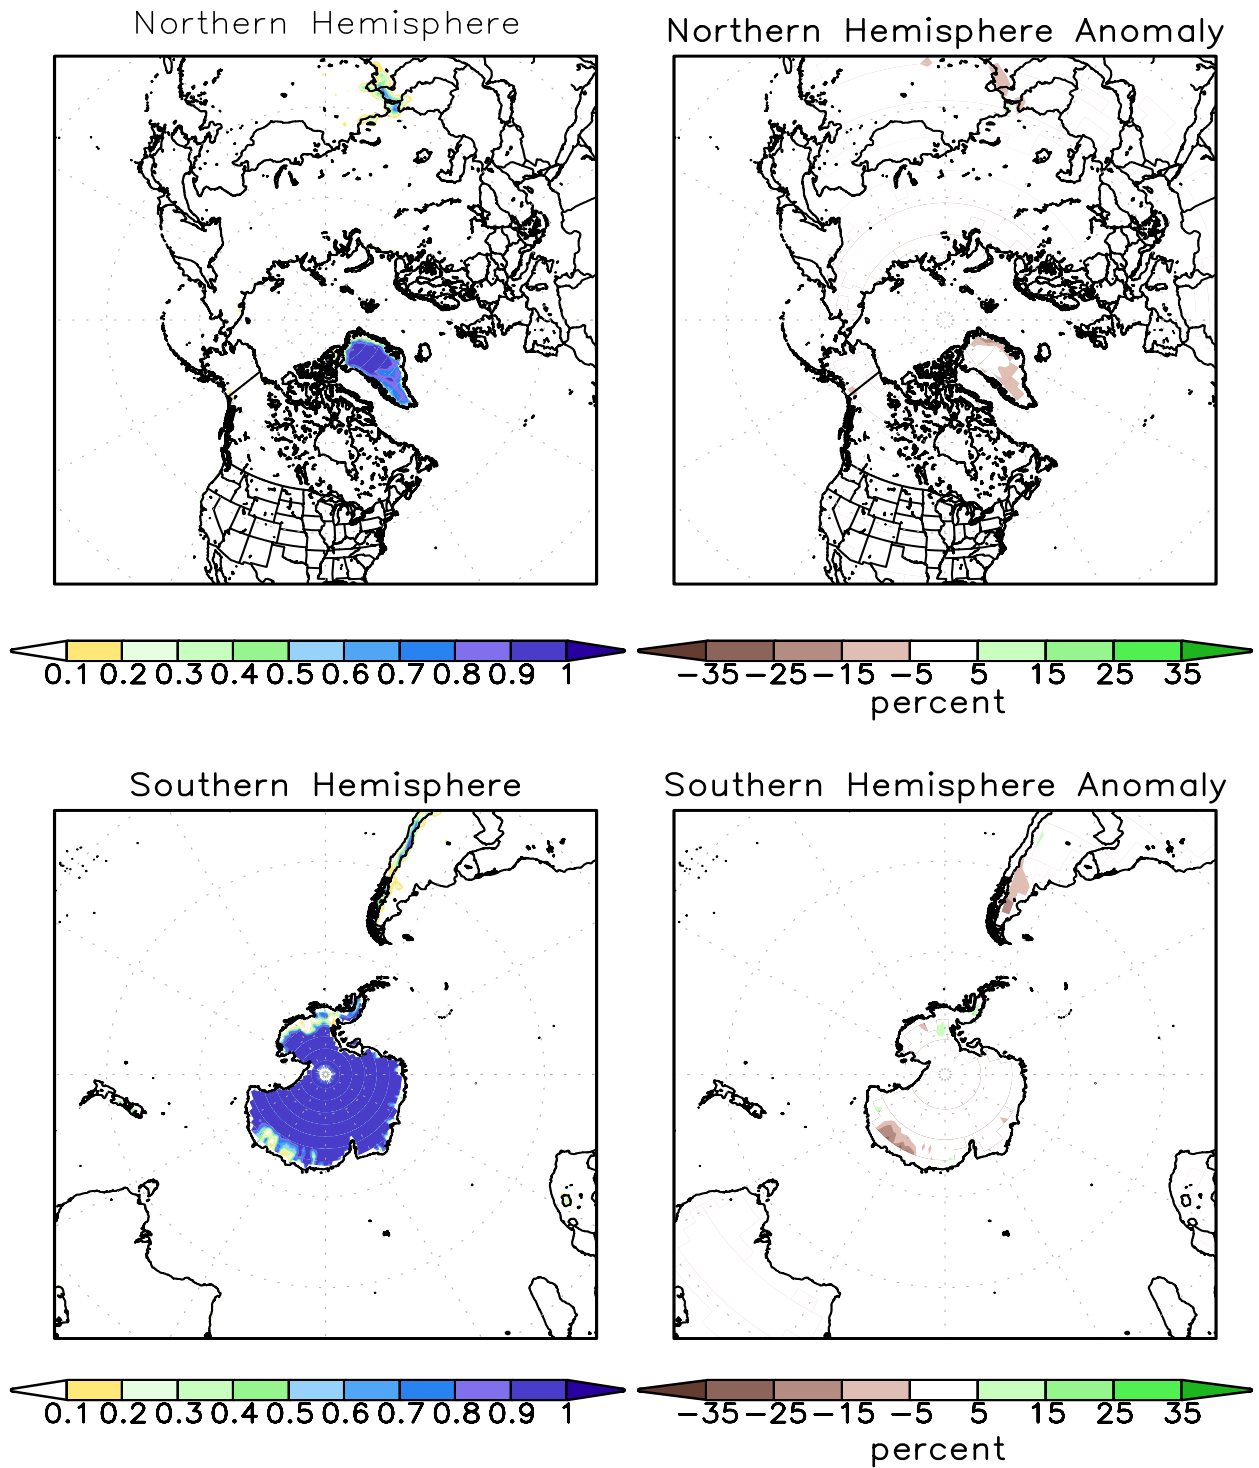 Northern Hemisphere
Northern Hemisphere Anomaly
0.1 0.2 0.3 0.4 0.5 0.6 0.7 0.8 0.9 1
−35 −25 −15 −5 5 15 25 35
percent
Southern Hemisphere
Southern Hemisphere Anomaly
0.1 0.2 0.3 0.4 0.5 0.6 0.7 0.8 0.9 1
−35 −25 −15 −5 5 15 25 35
percent